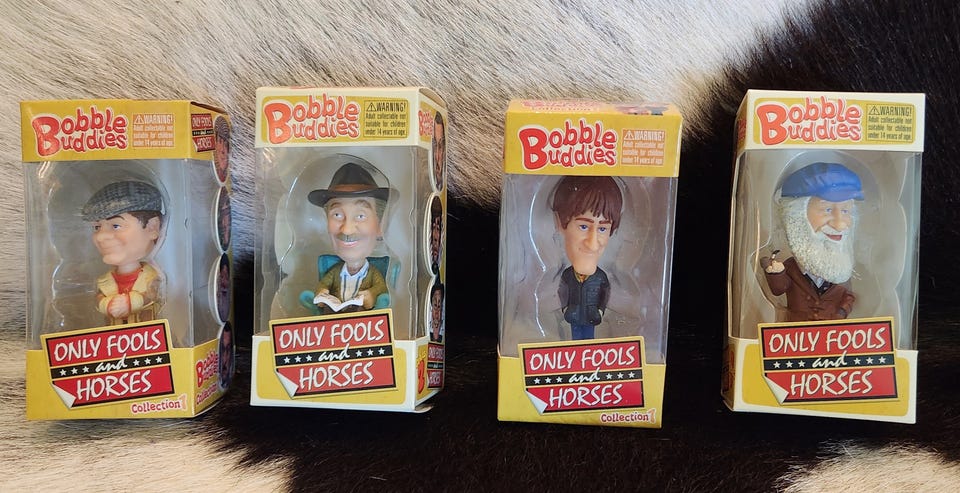 Bobble
Buddies
WARNING!
Adult collectable not
suitable for children
under 14 years of age.
ONLY FOOLS
and
HORSES
ONLY FOOLS
and
HORSES
Collection 1
Bobble
Buddies
WARNING!
Adult collectable not
suitable for children
under 14 years of age.
ONLY FOOLS
and
HORSES
Bobble
Buddies
WARNING!
Adult collectable not
suitable for children
under 14 years of age.
ONLY FOOLS
and
HORSES
Collection 1
Bobble
Buddies
WARNING!
Adult collectable not
suitable for children
under 14 years of age.
ONLY FOOLS
and
HORSES